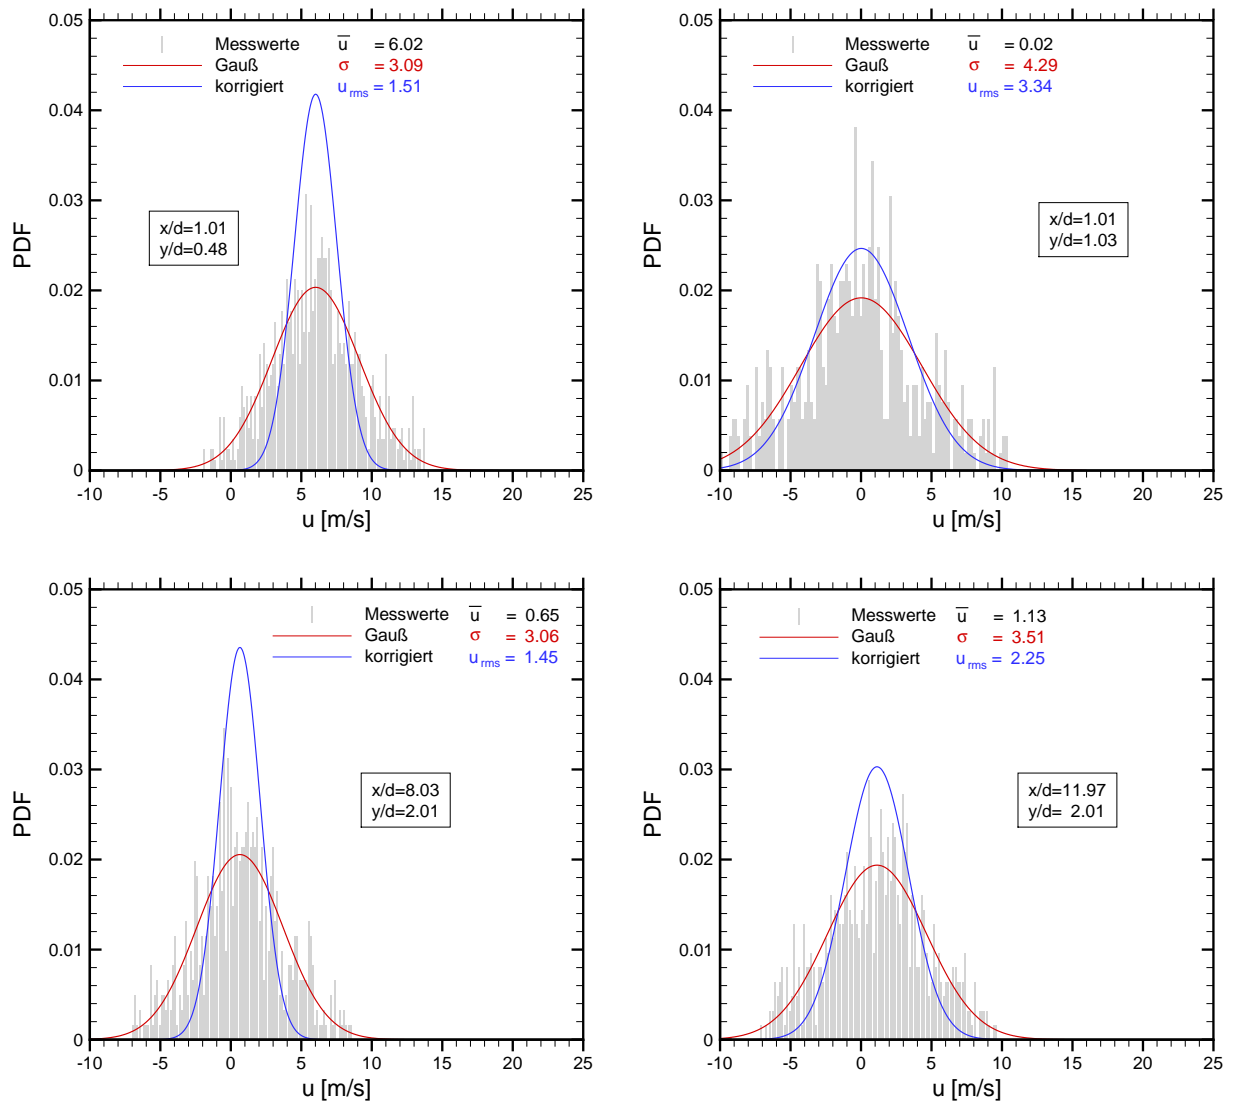 0.05
0.04
0.03
0.02
0.01
0
PDF
Messwerte u = 6.02
Gauß σ = 3.09
korrigiert u rms = 1.51
x/d=1.01
y/d=0.48
-10 -5 0 5 10 15 20 25
u [m/s]
0.05
0.04
0.03
0.02
0.01
0
PDF
Messwerte u = 0.02
Gauß σ = 4.29
korrigiert u rms = 3.34
x/d=1.01
y/d=1.03
-10 -5 0 5 10 15 20 25
u [m/s]
0.05
0.04
0.03
0.02
0.01
0
PDF
Messwerte u = 0.65
Gauß σ = 3.06
korrigiert u rms = 1.45
x/d=8.03
y/d=2.01
-10 -5 0 5 10 15 20 25
u [m/s]
0.05
0.04
0.03
0.02
0.01
0
PDF
Messwerte u = 1.13
Gauß σ = 3.51
korrigiert u rms = 2.25
x/d=11.97
y/d= 2.01
-10 -5 0 5 10 15 20 25
u [m/s]